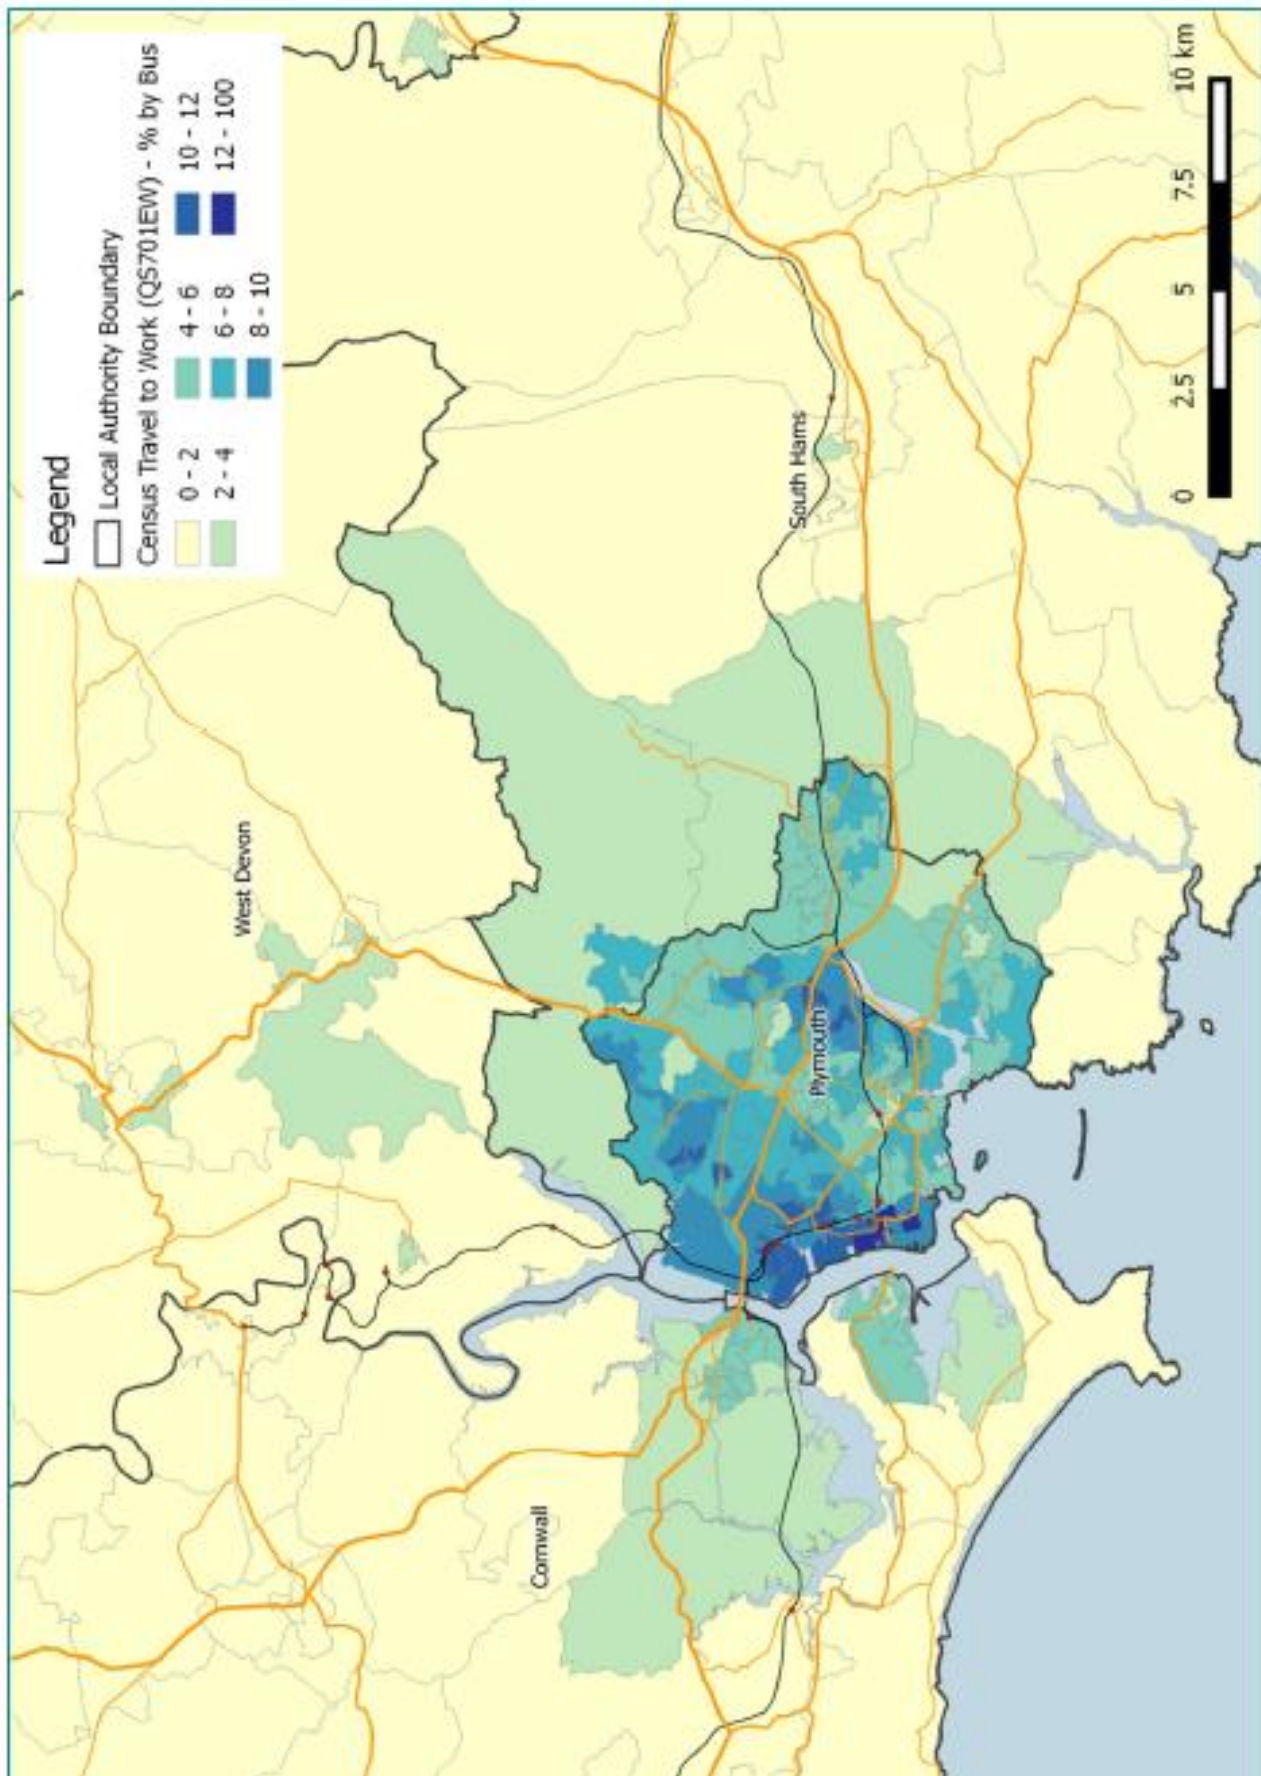 Legend
Local Authority Boundary
Census Travel to Work (QS701EW) - % by Bus
0 - 2 4 - 6 10 - 12
2 - 4 6 - 8 12 - 100
8 - 10
West Devon
South Hams
Plymouth
Cornwall
0 2.5 5 7.5 10 km